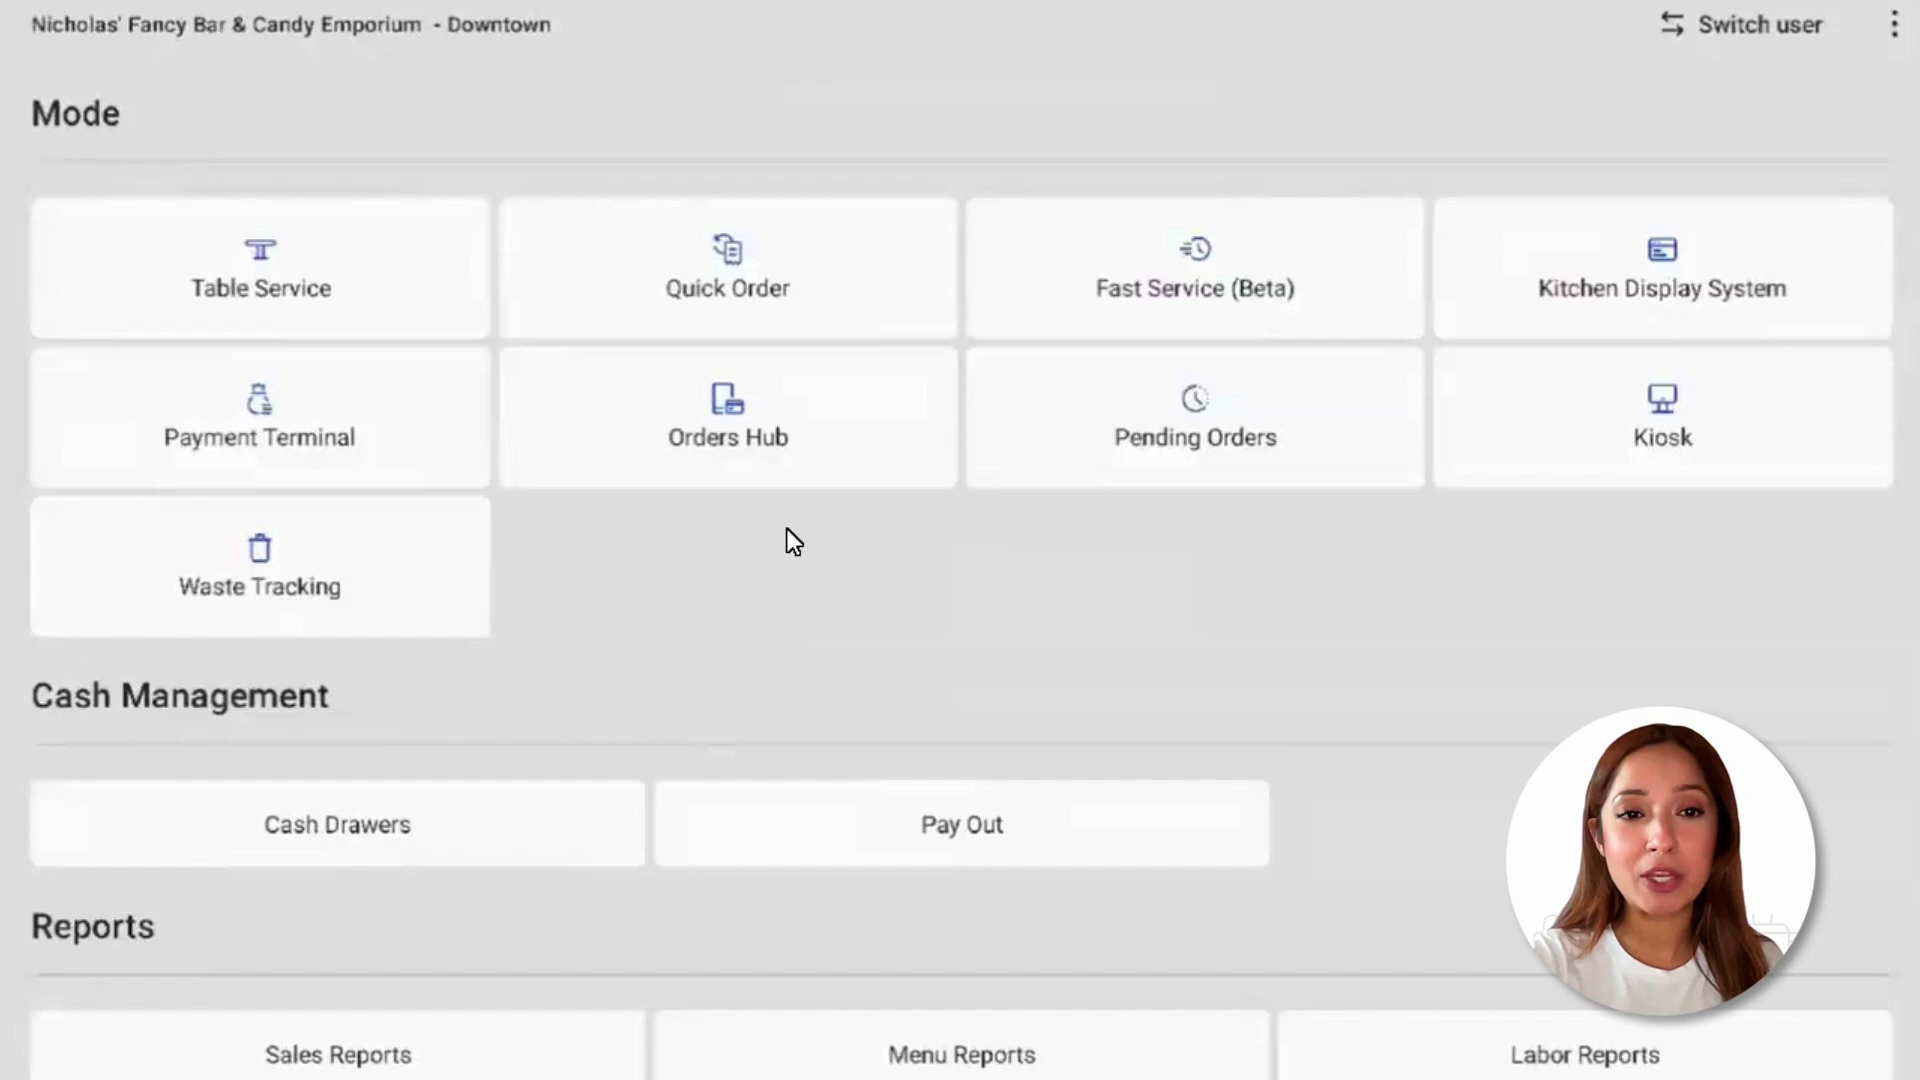 Nicholas' Fancy Bar & Candy Emporium - Downtown
Switch user
Mode
Table Service
Quick Order
Fast Service (Beta)
Kitchen Display System
Payment Terminal
Orders Hub
Pending Orders
Kiosk
Waste Tracking
Cash Management
Cash Drawers
Pay Out
Reports
Sales Reports
Menu Reports
Labor Reports